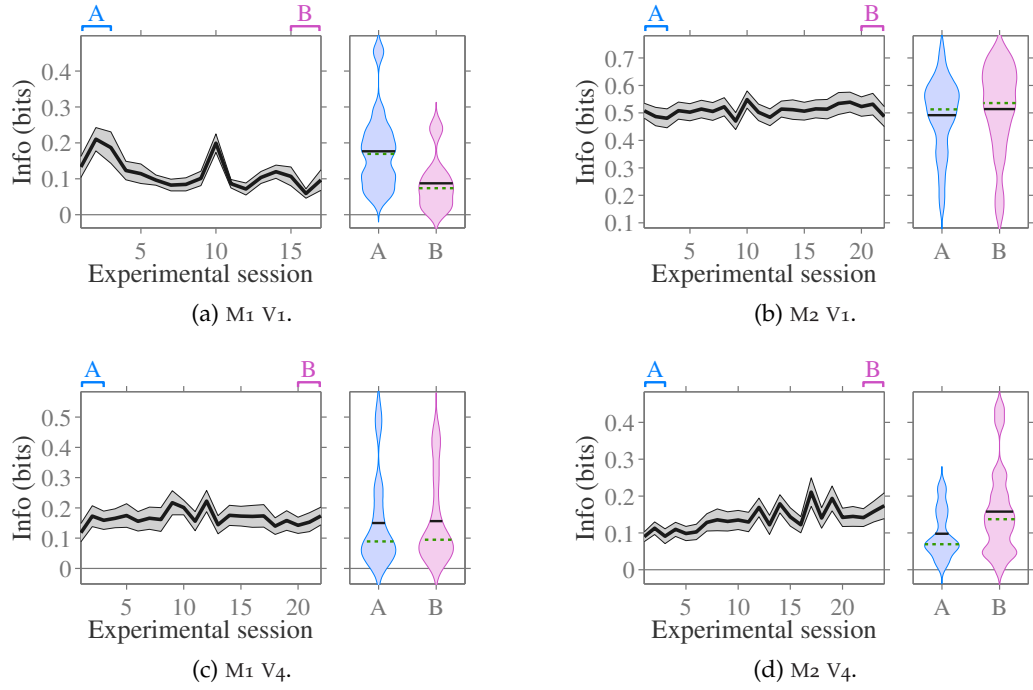 A B
Info (bits)
0.4
0.3
0.2
0.1
0
5 10 15
Experimental session
A B
(a) M1 V1.
A B
Info (bits)
0.7
0.6
0.5
0.4
0.3
0.2
0.1
5 10 15 20
Experimental session
A B
(b) M2 V1.
A B
Info (bits)
0.5
0.4
0.3
0.2
0.1
0
5 10 15 20
Experimental session
A B
(c) M1 V4.
A B
Info (bits)
0.4
0.3
0.2
0.1
0
5 10 15 20
Experimental session
A B
(d) M2 V4.